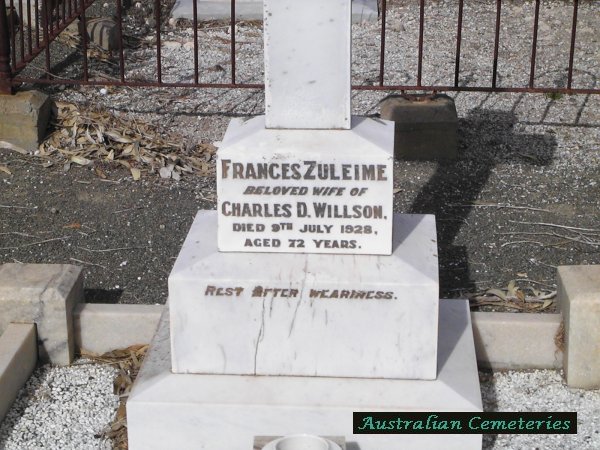 FRANCES ZULEIME
BELOVED WIFE OF
CHARLES D. WILLSON.
DIED 9TH JULY 1928.
AGED 72 YEARS.
REST AFTER WEARINESS.
AUSTRALIAN CEMETERIES